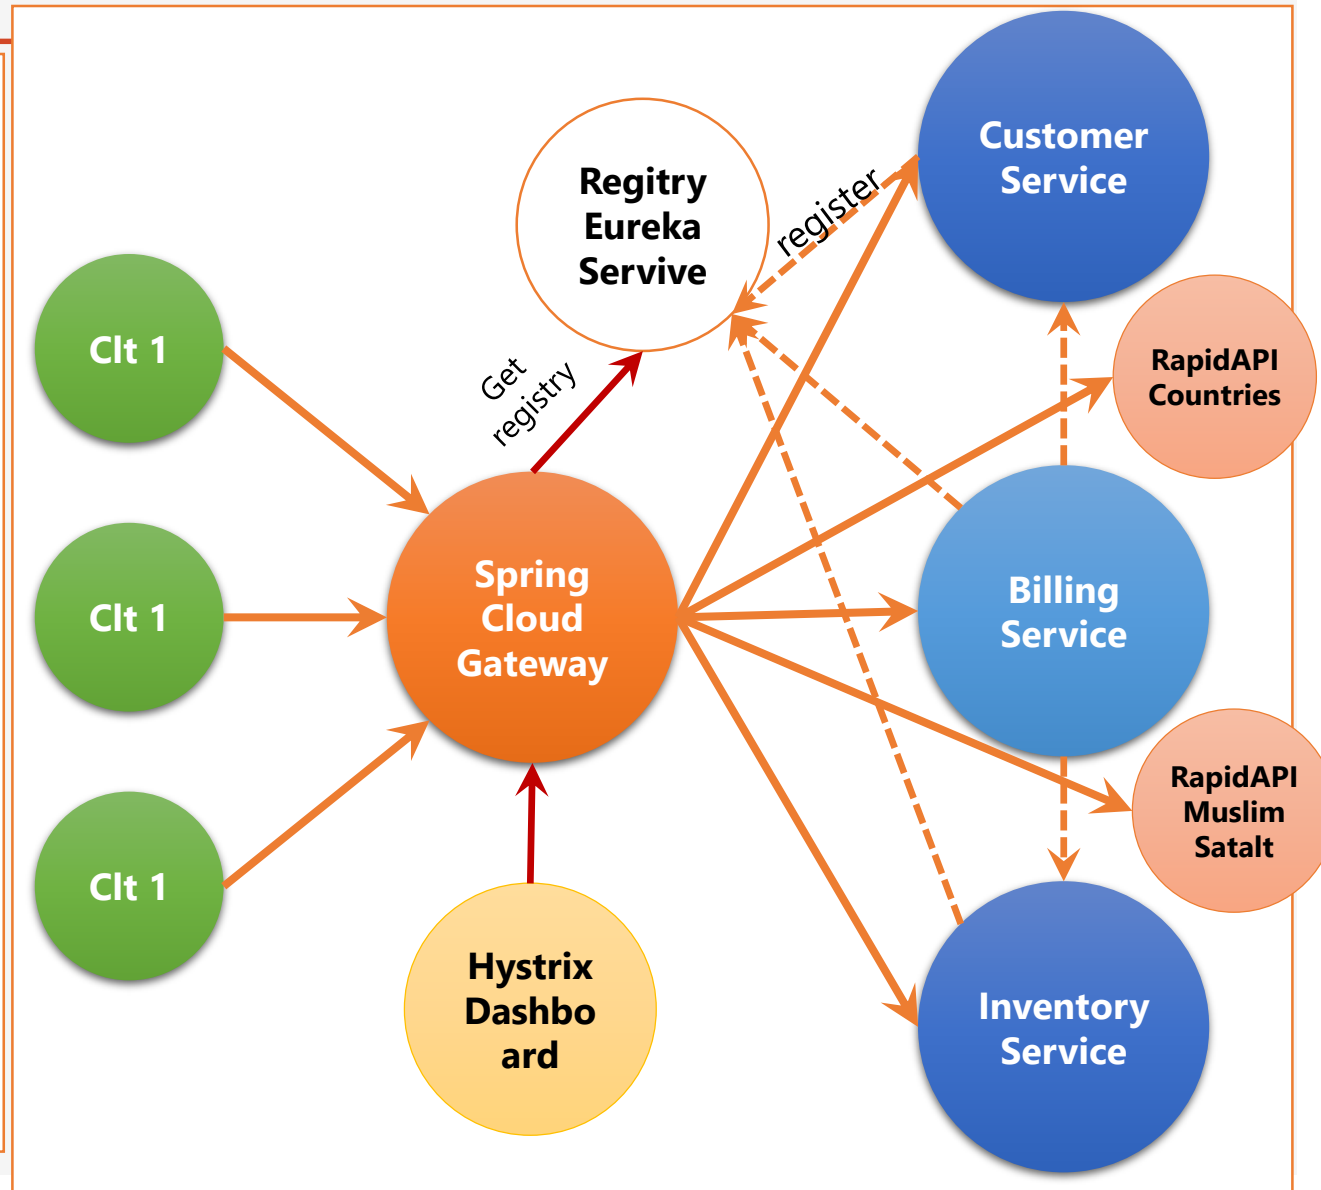 Customer
Service
Regitry
Eureka
Servive
register
Clt 1
RapidAPI
Countries
Get
registry
Spring
Cloud
Gateway
Clt 1
Billing
Service
RapidAPI
Muslim
Satalt
Clt 1
Hystrix
Dashbo
ard
Inventory
Service